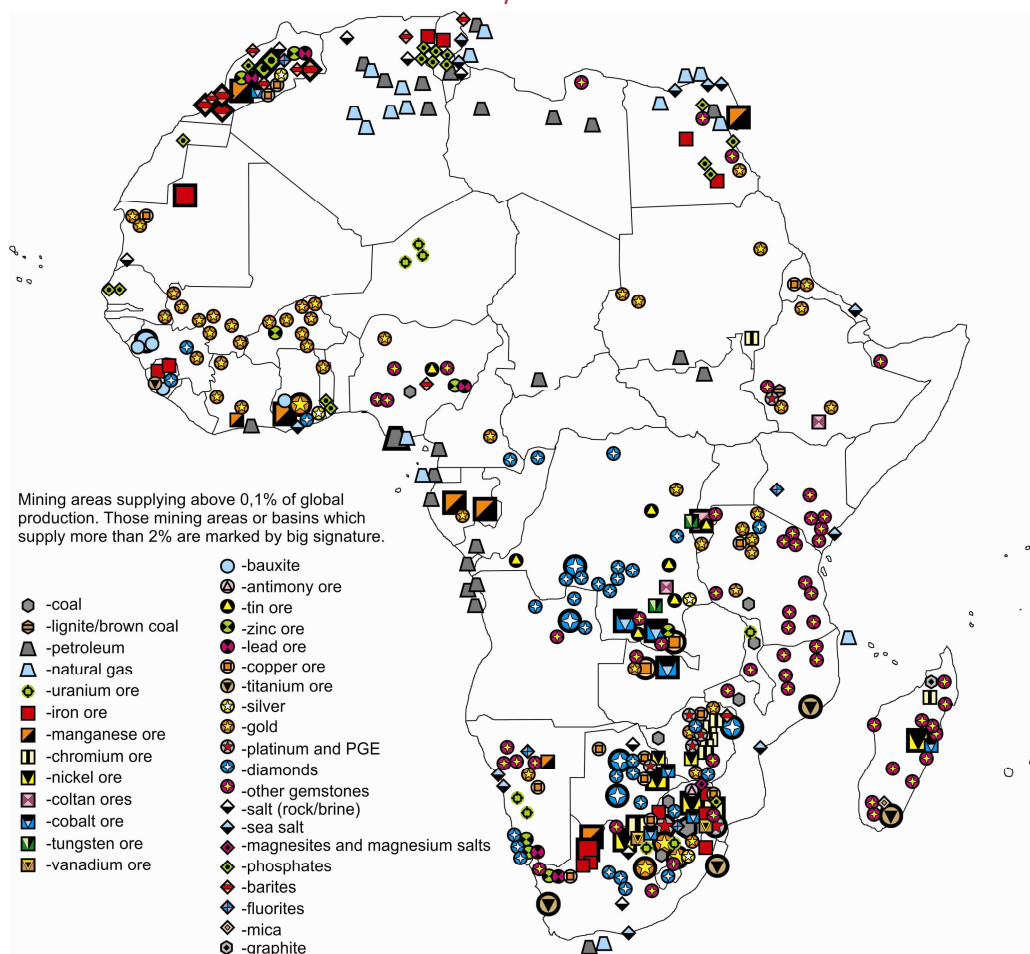 Mining areas supplying above 0,1% of global
production. Those mining areas or basins which
supply more than 2% are marked by big signature.
-coal
-lignite/brown coal
-petroleum
-natural gas
-uranium ore
-iron ore
-manganese ore
-chromium ore
-nickel ore
-coltan ores
-cobalt ore
-tungsten ore
-vanadium ore
-bauxite
-antimony ore
-tin ore
-zinc ore
-lead ore
-copper ore
-titanium ore
-silver
-gold
-platinum and PGE
-diamonds
-other gemstones
-salt (rock/brine)
-sea salt
-magnesites and magnesium salts
-phosphates
-barites
-fluorites
-mica
-graphite